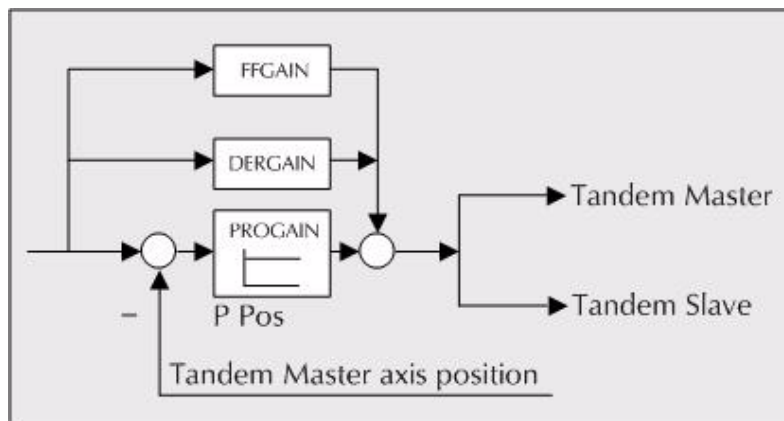 FFGAIN
DERGAIN
PROGAIN
P Pos
–
Tandem Master
Tandem Slave
Tandem Master axis position